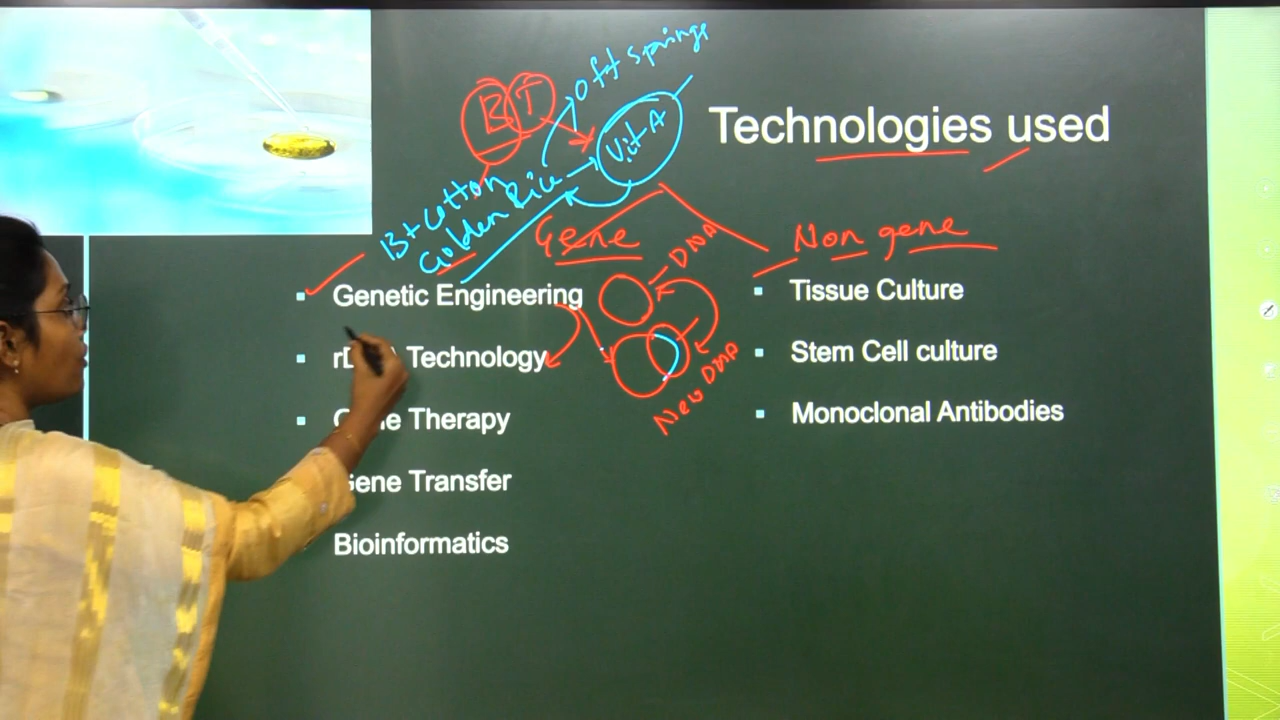 Off springs
BT
Vit-A
Technologies used
Bt cotton
Golden Rice
Gene
Non gene
DNA
Genetic Engineering
Tissue Culture
rD Technology
Stem Cell culture
New DNA
Therapy
Monoclonal Antibodies
Gene Transfer
Bioinformatics